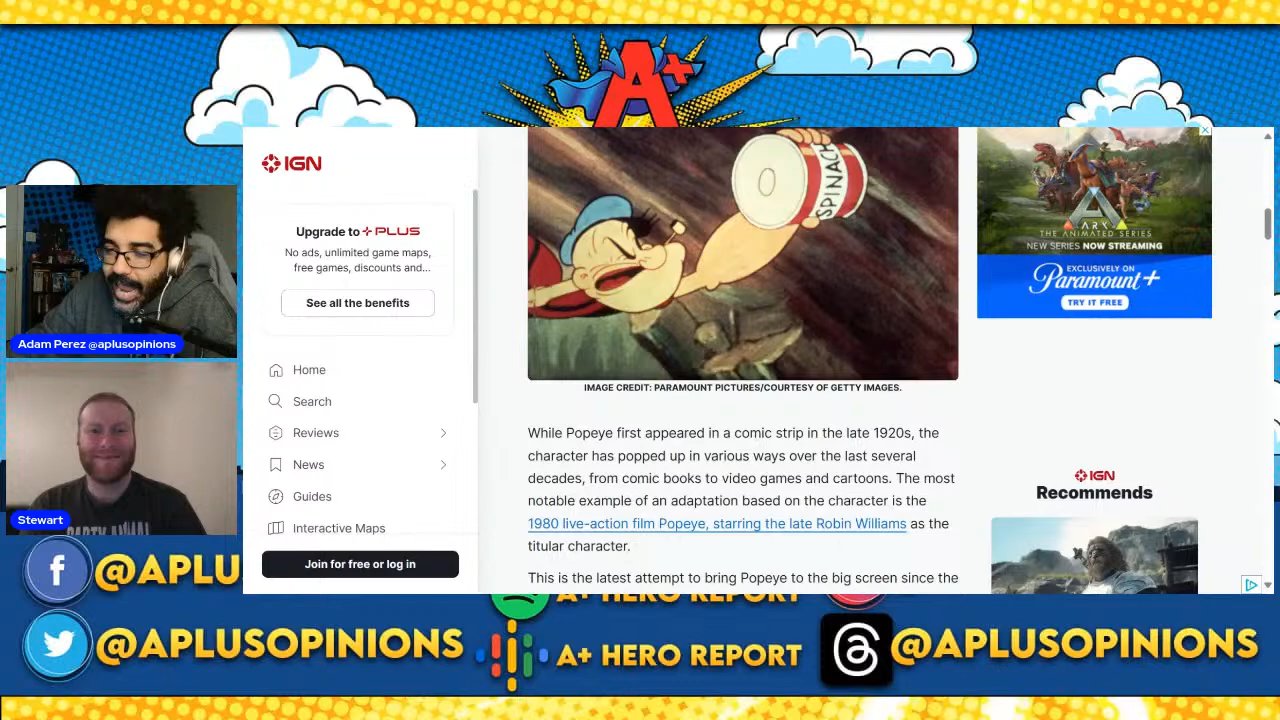 A+
IGN
Upgrade to + PLUS
No ads, unlimited game maps,
free games, discounts and...
See all the benefits
Home
Search
Reviews
News
Guides
Interactive Maps
Join for free or log in
SPINACH
IMAGE CREDIT: PARAMOUNT PICTURES/COURTESY OF GETTY IMAGES.
While Popeye first appeared in a comic strip in the late 1920s, the
character has popped up in various ways over the last several
decades, from comic books to video games and cartoons. The most
notable example of an adaptation based on the character is the
1980 live-action film Popeye, starring the late Robin Williams as the
titular character.
This is the latest attempt to bring Popeye to the big screen since the
ARK
THE ANIMATED SERIES
NEW SERIES NOW STREAMING
EXCLUSIVELY ON
Paramount+
TRY IT FREE
IGN
Recommends
Adam Perez @aplusopinions
PARTY ANIMAL
Stewart
@APLU
A+ HERO REPORT
@APLUSOPINIONS
A+ HERO REPORT
@APLUSOPINIONS